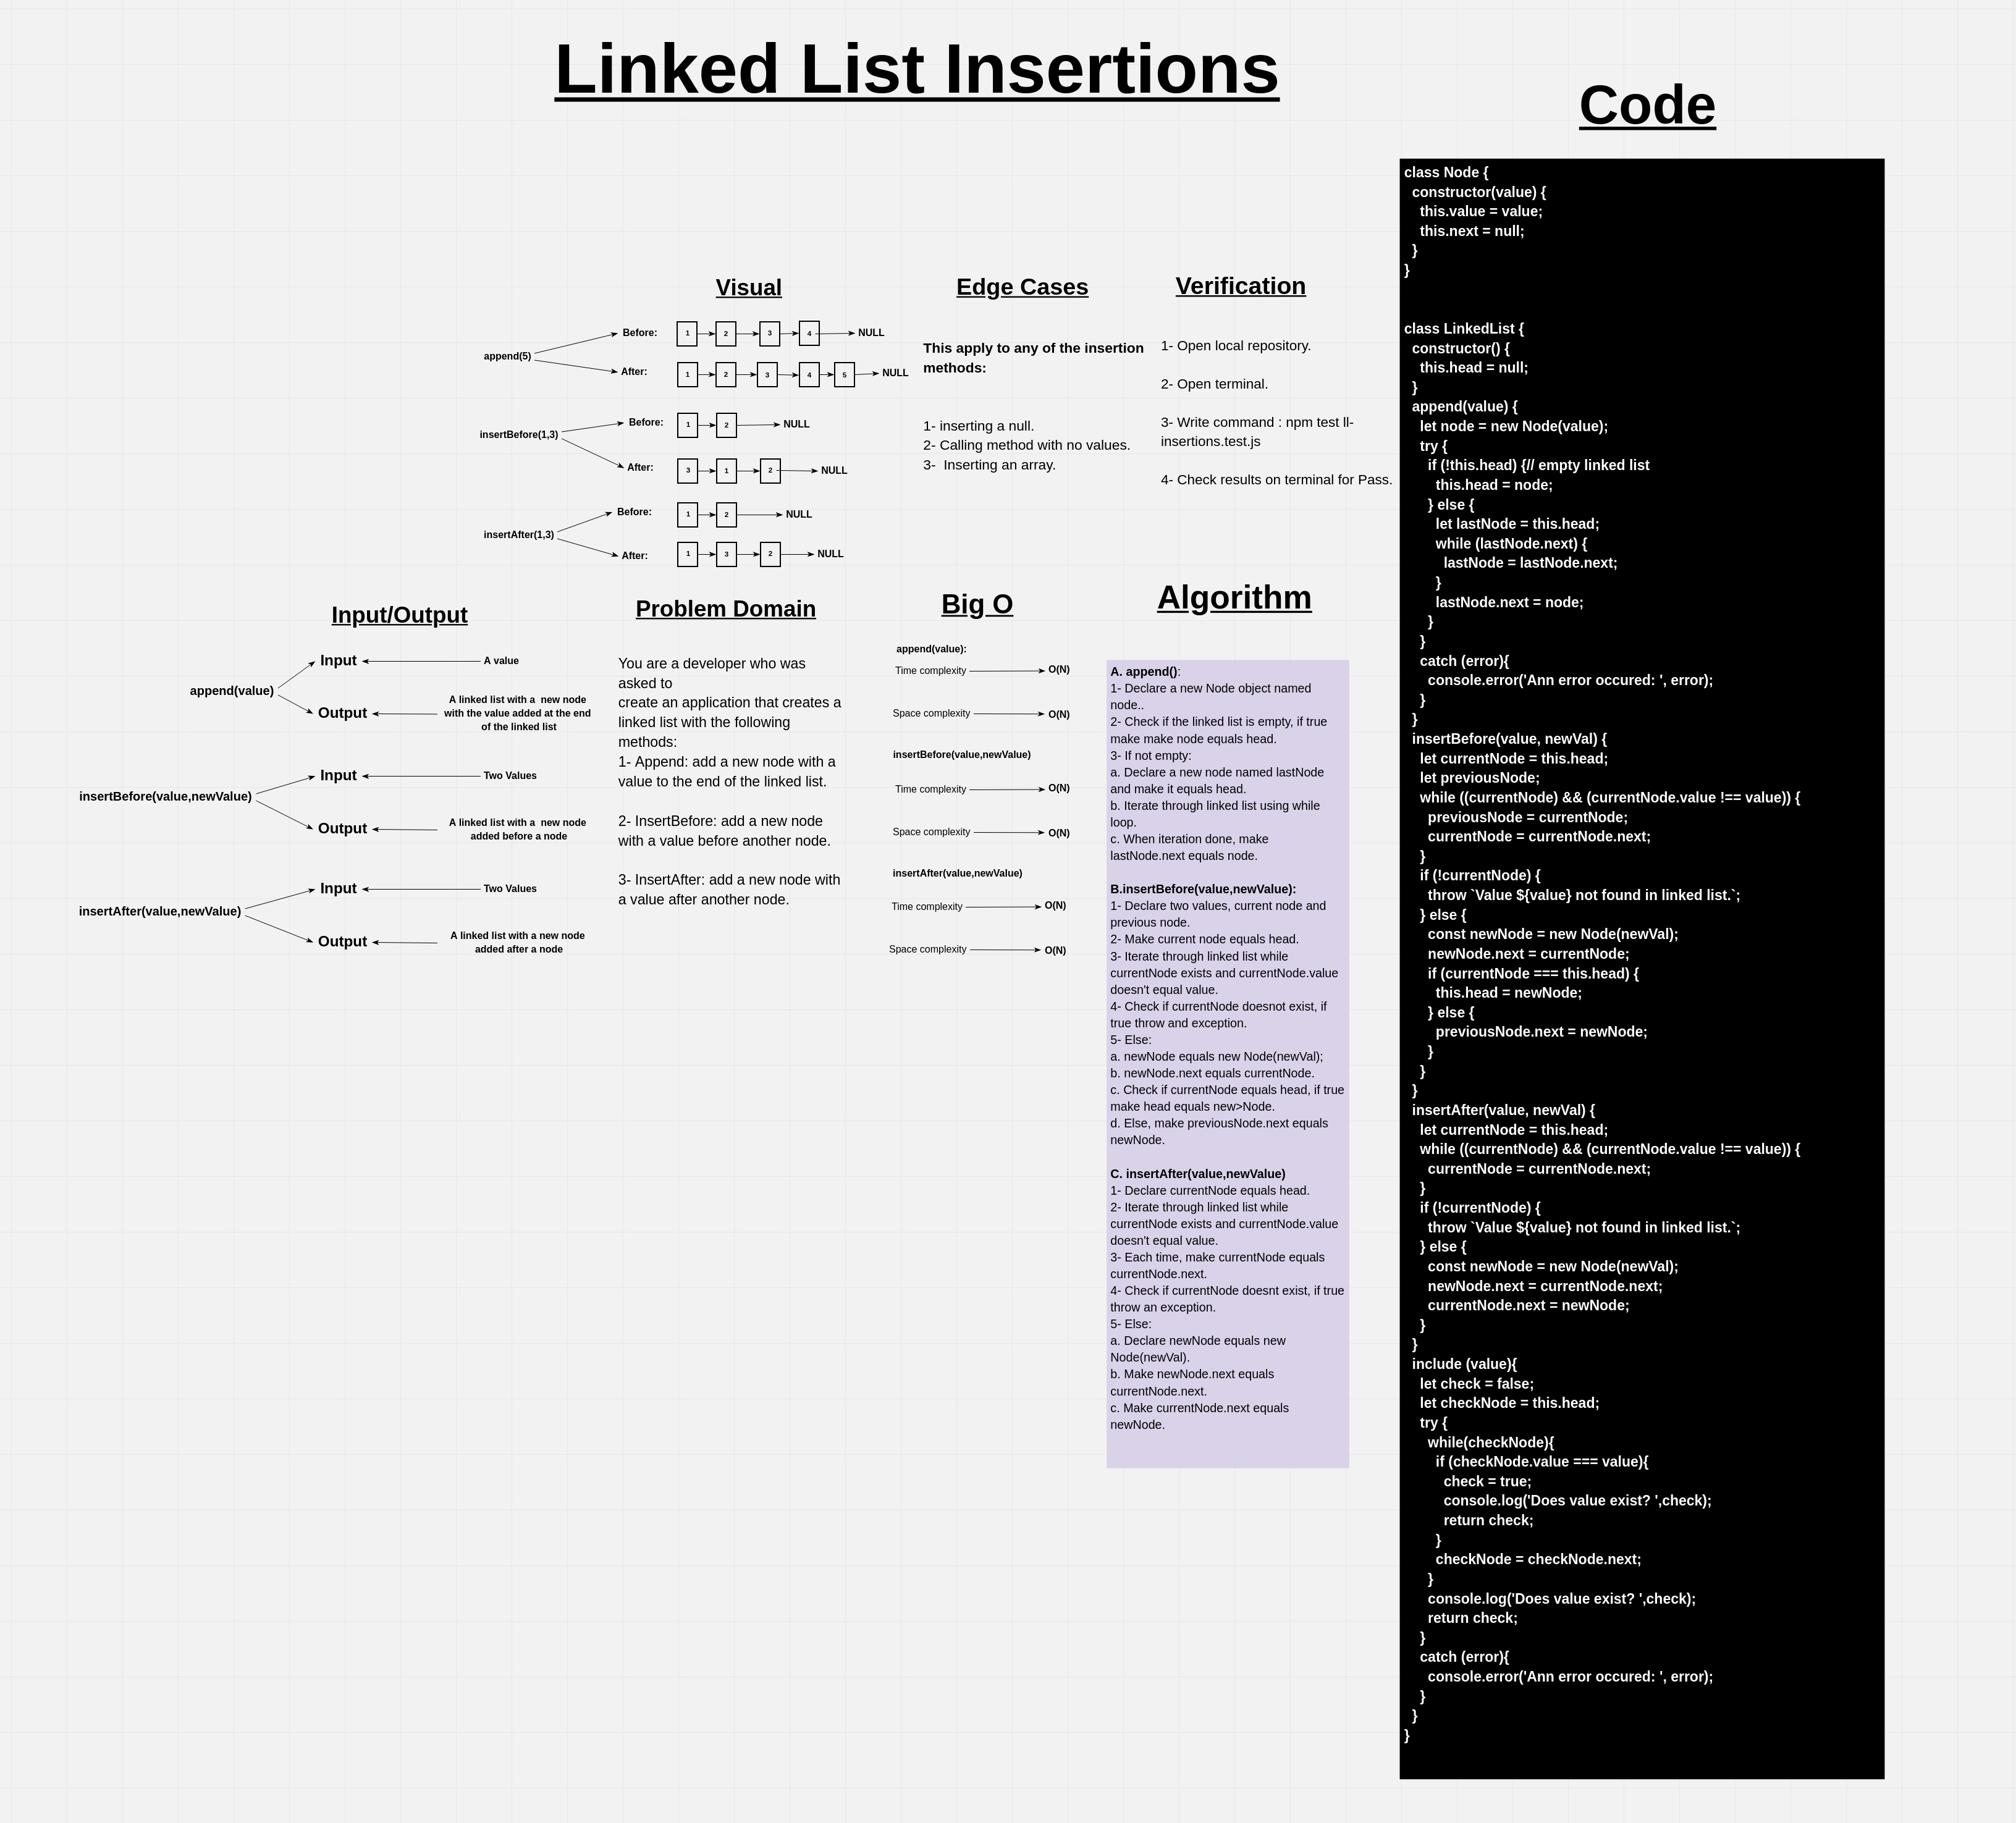 Linked List Insertions
Visual
append(5)
Before:
1
2
3
4
NULL
After:
1
2
3
4
5
NULL
insertBefore(1,3)
Before:
1
2
NULL
After:
3
1
2
NULL
insertAfter(1,3)
Before:
1
2
NULL
After:
1
3
2
NULL
Edge Cases
This apply to any of the insertion
methods:
1- inserting a null.
2- Calling method with no values.
3-  Inserting an array.
Verification
1- Open local repository.
2- Open terminal.
3- Write command : npm test ll-
insertions.test.js
4- Check results on terminal for Pass.
Input/Output
append(value)
Input
A value
Output
A linked list with a  new node
with the value added at the end
of the linked list
insertBefore(value,newValue)
Input
Two Values
Output
A linked list with a  new node
added before a node
insertAfter(value,newValue)
Input
Two Values
Output
A linked list with a new node
added after a node
Problem Domain
You are a developer who was
asked to
create an application that creates a
linked list with the following
methods:
1- Append: add a new node with a
value to the end of the linked list.
2- InsertBefore: add a new node
with a value before another node.
3- InsertAfter: add a new node with
a value after another node.
Big O
append(value):
Time complexity
O(N)
Space complexity
O(N)
insertBefore(value,newValue)
Time complexity
O(N)
Space complexity
O(N)
insertAfter(value,newValue)
Time complexity
O(N)
Space complexity
O(N)
Algorithm
A. append():
1- Declare a new Node object named
node..
2- Check if the linked list is empty, if true
make make node equals head.
3- If not empty:
a. Declare a new node named lastNode
and make it equals head.
b. Iterate through linked list using while
loop.
c. When iteration done, make
lastNode.next equals node.
B.insertBefore(value,newValue):
1- Declare two values, current node and
previous node.
2- Make current node equals head.
3- Iterate through linked list while
currentNode exists and currentNode.value
doesn't equal value.
4- Check if currentNode doesnot exist, if
true throw and exception.
5- Else:
a. newNode equals new Node(newVal);
b. newNode.next equals currentNode.
c. Check if currentNode equals head, if true
make head equals new>Node.
d. Else, make previousNode.next equals
newNode.
C. insertAfter(value,newValue)
1- Declare currentNode equals head.
2- Iterate through linked list while
currentNode exists and currentNode.value
doesn't equal value.
3- Each time, make currentNode equals
currentNode.next.
4- Check if currentNode doesnt exist, if true
throw an exception.
5- Else:
a. Declare newNode equals new
Node(newVal).
b. Make newNode.next equals
currentNode.next.
c. Make currentNode.next equals
newNode.
Code
class Node {
  constructor(value) {
    this.value = value;
    this.next = null;
  }
}
class LinkedList {
  constructor() {
    this.head = null;
  }
  append(value) {
    let node = new Node(value);
    try {
      if (!this.head) {// empty linked list
        this.head = node;
      } else {
        let lastNode = this.head;
        while (lastNode.next) {
          lastNode = lastNode.next;
        }
        lastNode.next = node;
      }
    }
    catch (error){
      console.error('Ann error occured: ', error);
    }
  }
  insertBefore(value, newVal) {
    let currentNode = this.head;
    let previousNode;
    while ((currentNode) && (currentNode.value !== value)) {
      previousNode = currentNode;
      currentNode = currentNode.next;
    }
    if (!currentNode) {
      throw `Value ${value} not found in linked list.`;
    } else {
      const newNode = new Node(newVal);
      newNode.next = currentNode;
      if (currentNode === this.head) {
        this.head = newNode;
      } else {
        previousNode.next = newNode;
      }
    }
  }
  insertAfter(value, newVal) {
    let currentNode = this.head;
    while ((currentNode) && (currentNode.value !== value)) {
      currentNode = currentNode.next;
    }
    if (!currentNode) {
      throw `Value ${value} not found in linked list.`;
    } else {
      const newNode = new Node(newVal);
      newNode.next = currentNode.next;
      currentNode.next = newNode;
    }
  }
  include (value){
    let check = false;
    let checkNode = this.head;
    try {
      while(checkNode){
        if (checkNode.value === value){
          check = true;
          console.log('Does value exist? ',check);
          return check;
        }
        checkNode = checkNode.next;
      }
      console.log('Does value exist? ',check);
      return check;
    }
    catch (error){
      console.error('Ann error occured: ', error);
    }
  }
}